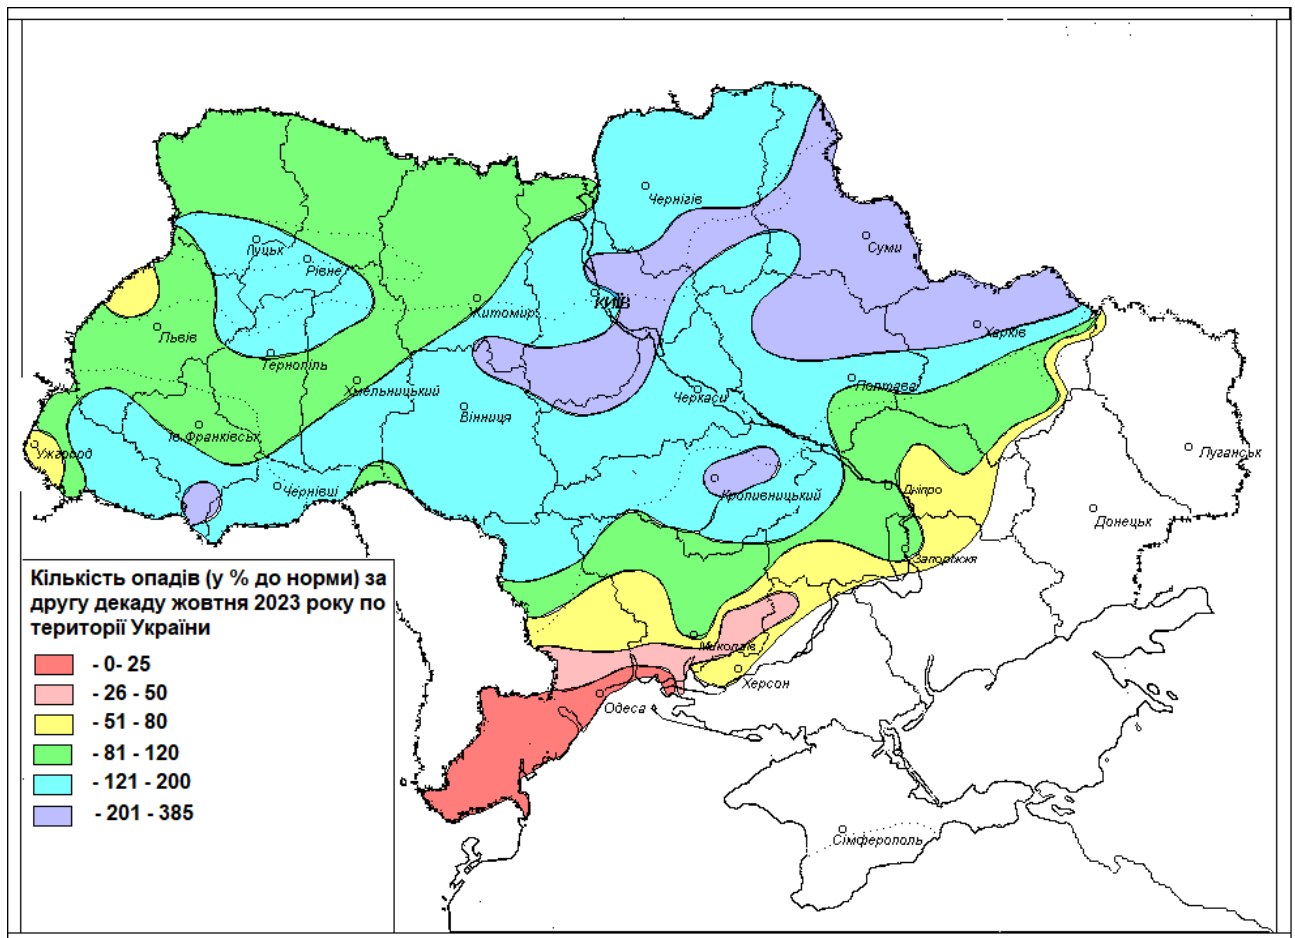 Чернігів
Суми
Луцьк
Рівне
КИЇВ
Житомир
Харків
Львів
Тернопіль
Хмельницький
Полтава
Черкаси
Вінниця
Ів.Франківськ
Ужгород
Луганськ
Чернівці
Кропивницький
Дніпро
Донецьк
Запоріжжя
Миколаїв
Херсон
Одеса
Сімферополь
Кількість опадів (у % до норми) за
другу декаду жовтня 2023 року по
території України
- 0- 25
- 26 - 50
- 51 - 80
- 81 - 120
- 121 - 200
- 201 - 385